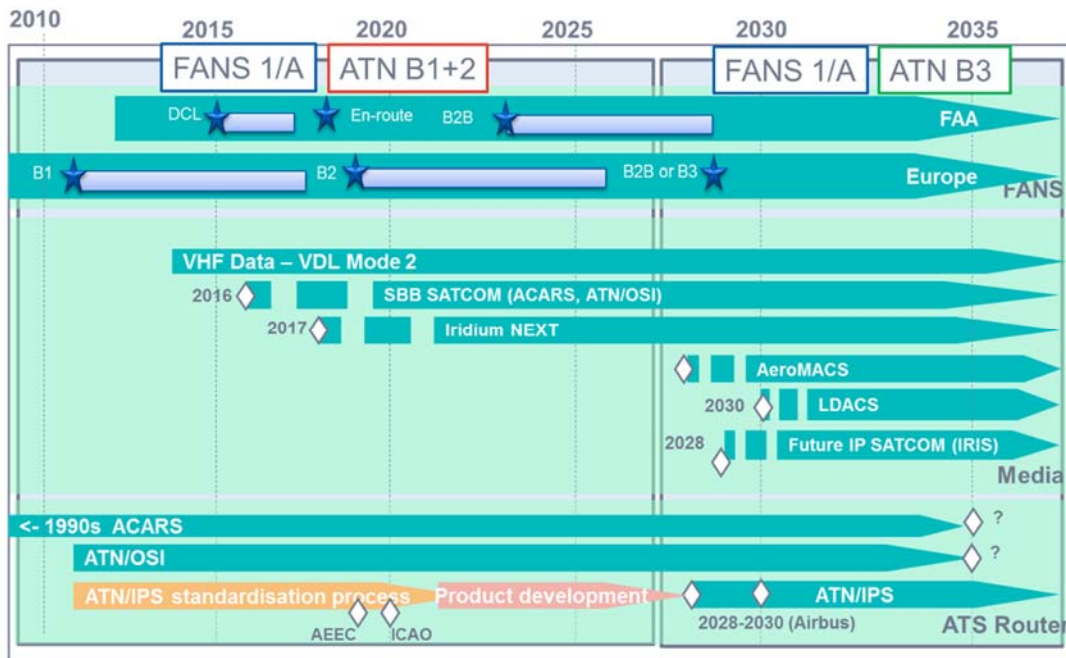 2010
2015
2020
2025
2030
2035
FANS 1/A
ATN B1+2
FANS 1/A
ATN B3
DCL
En-route
B2B
FAA
B1
B2
B2B or B3
Europe
FANS
VHF Data – VDL Mode 2
2016
SBB SATCOM (ACARS, ATN/OSI)
2017
Iridium NEXT
AeroMACS
2030
LDACS
2028
Future IP SATCOM (IRIS)
Media
<- 1990s ACARS
?
ATN/OSI
?
ATN/IPS standardisation process
Product development
ATN/IPS
AEEC
ICAO
2028-2030 (Airbus)
ATS Router